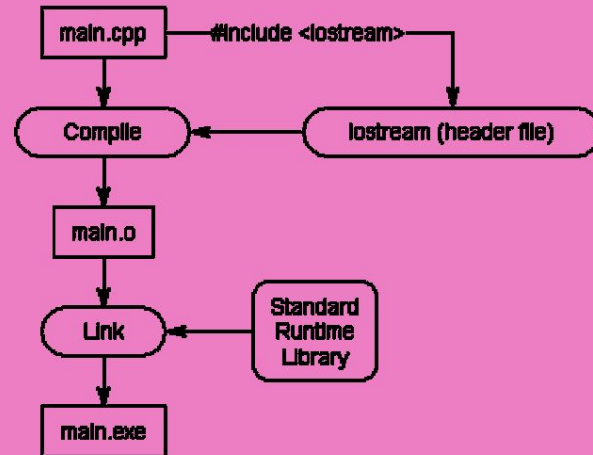 main.cpp
#include <iostream>
Compile
iostream (header file)
main.o
Link
Standard
Runtime
Library
main.exe